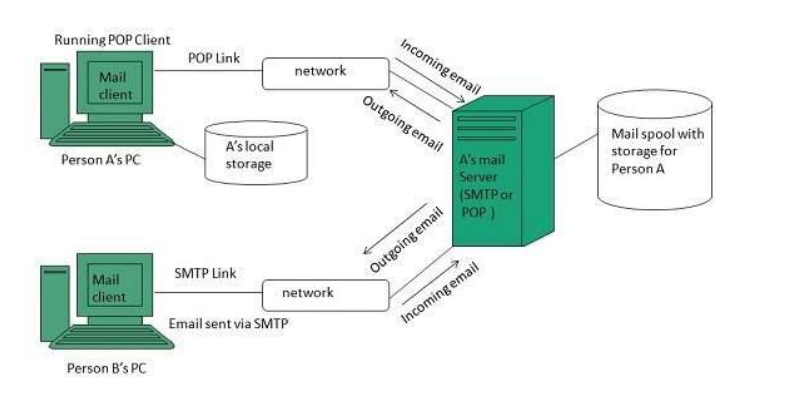 Running POP Client
POP Link
Incoming email
Mail
client
network
Outgoing email
Person A's PC
A's local
storage
A's mail
Server
(SMTP or
POP )
Mail spool with
storage for
Person A
Outgoing email
Mail
client
SMTP Link
network
Incoming email
Email sent via SMTP
Person B's PC